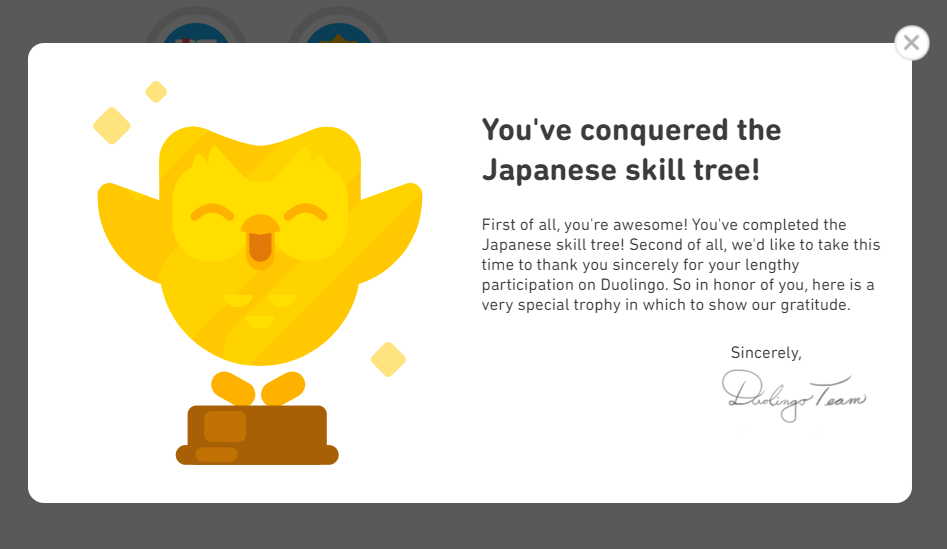 You've conquered the
Japanese skill tree!
First of all, you're awesome! You've completed the
Japanese skill tree! Second of all, we'd like to take this
time to thank you sincerely for your lengthy
participation on Duolingo. So in honor of you, here is a
very special trophy in which to show our gratitude.
Sincerely,
Duolingo Team